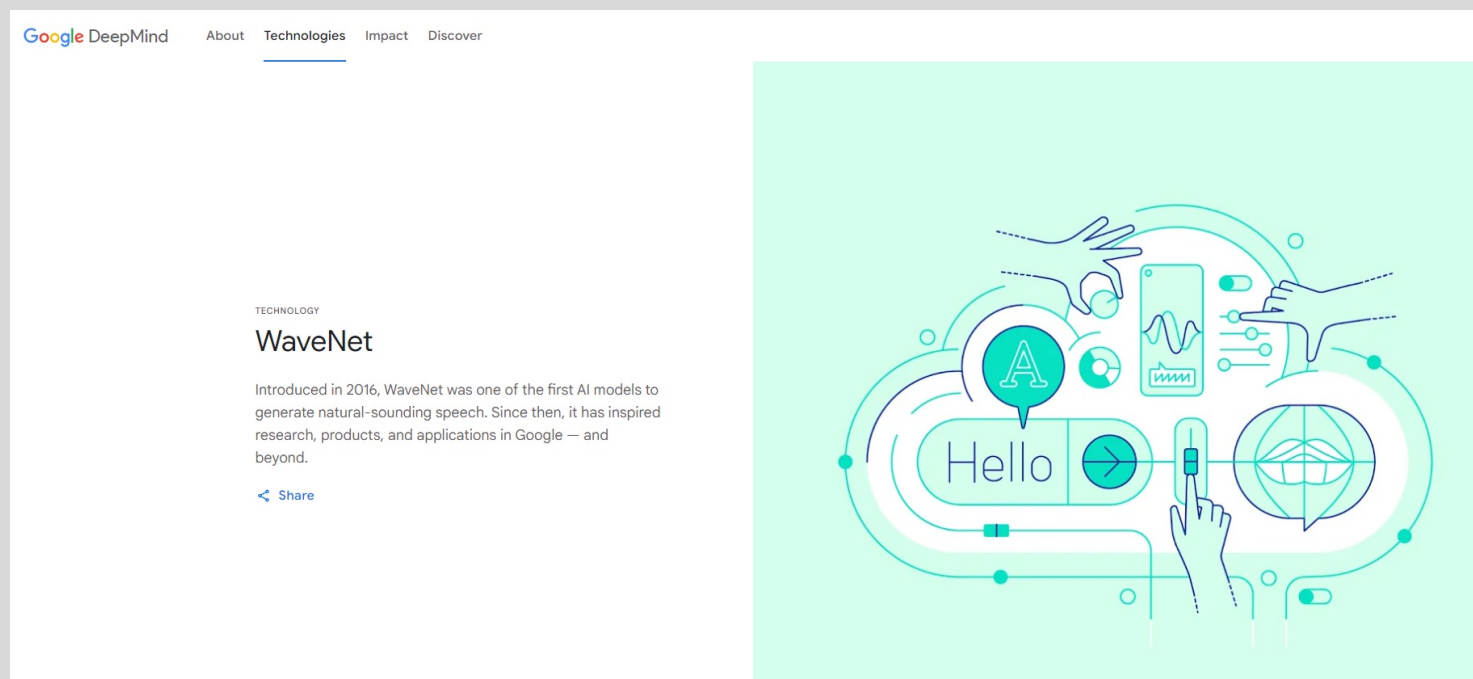 Google DeepMind About Technologies Impact Discover
TECHNOLOGY
WaveNet
Introduced in 2016, WaveNet was one of the first AI models to
generate natural-sounding speech. Since then, it has inspired
research, products, and applications in Google — and
beyond.
Share
A
Hello